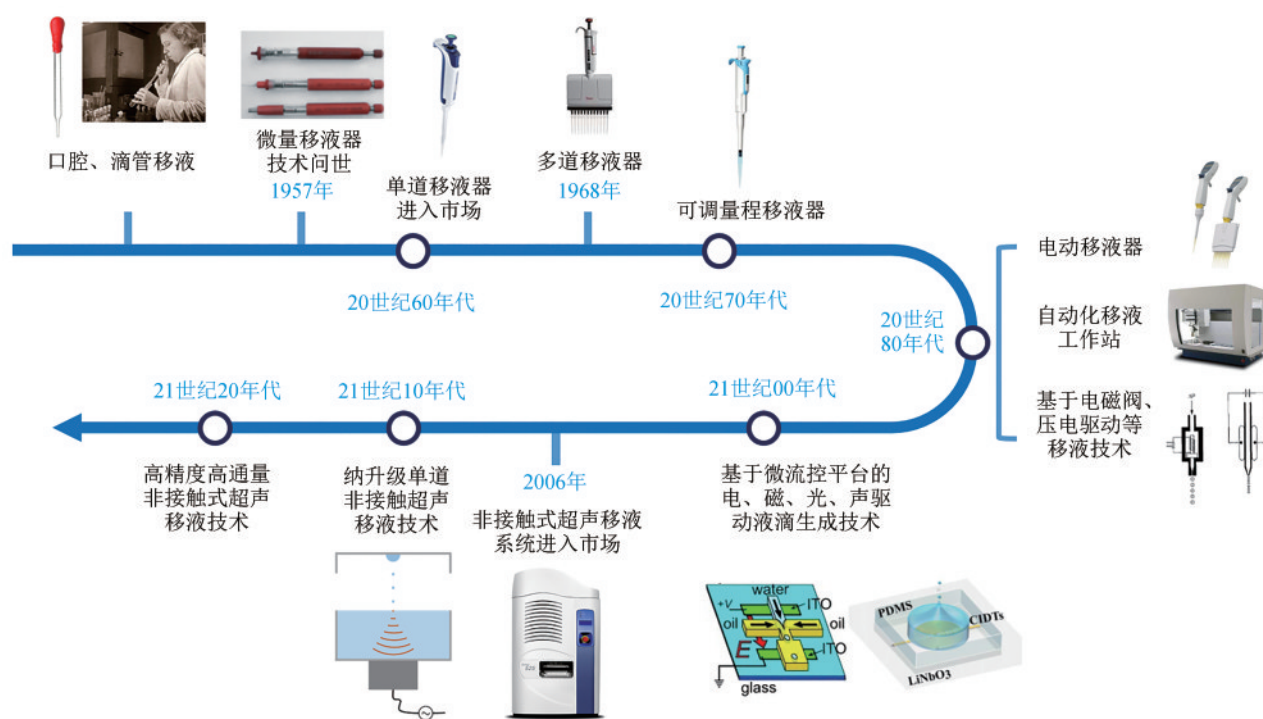 口腔、滴管移液
微量移液器
技术问世
1957年
单道移液器
进入市场
多道移液器
1968年
可调量程移液器
20世纪60年代
20世纪70年代
20世纪
80年代
电动移液器
自动化移液
工作站
基于电磁阀、
压电驱动等
移液技术
21世纪20年代
21世纪10年代
21世纪00年代
高精度高通量
非接触式超声
移液技术
纳升级单道
非接触超声
移液技术
2006年
非接触式超声移液
系统进入市场
基于微流控平台的
电、磁、光、声驱
动液滴生成技术
water
+V
ITO
oil
oil
E
ITO
glass
PDMS
CIDTs
LiNbO3